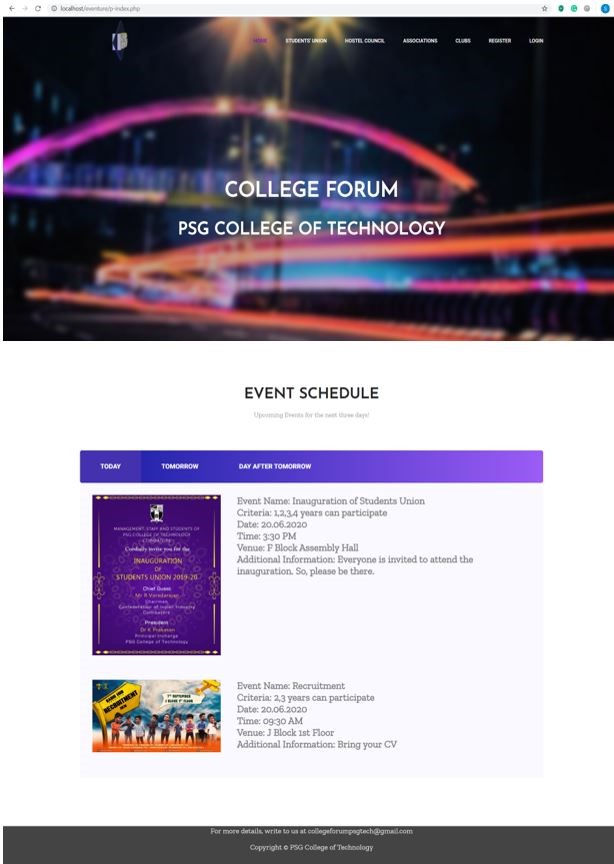 localhost/eventure/p-index.php
HOME STUDENTS' UNION HOSTEL COUNCIL ASSOCIATIONS CLUBS REGISTER LOGIN
COLLEGE FORUM
PSG COLLEGE OF TECHNOLOGY
EVENT SCHEDULE
Upcoming Events for the next three days!
TODAY TOMORROW DAY AFTER TOMORROW
MANAGEMENT, STAFF AND STUDENTS OF
PSG COLLEGE OF TECHNOLOGY
COIMBATORE
Cordially invite you for the
INAUGURATION
OF
STUDENTS UNION 2019-20
Chief Guest
Mr R Varadarajan
Chairman
Confederation of Indian Industry
Coimbatore
President
Dr K Prakasan
Principal Incharge
PSG College of Technology
Event Name: Inauguration of Students Union
Criteria: 1,2,3,4 years can participate
Date: 20.06.2020
Time: 3:30 PM
Venue: F Block Assembly Hall
Additional Information: Everyone is invited to attend the
inauguration. So, please be there.
RECRUITMENT
7TH SEPTEMBER
J BLOCK 1st FLOOR
Event Name: Recruitment
Criteria: 2,3 years can participate
Date: 20.06.2020
Time: 09:30 AM
Venue: J Block 1st Floor
Additional Information: Bring your CV
For more details, write to us at collegeforumpsgtech@gmail.com
Copyright © PSG College of Technology